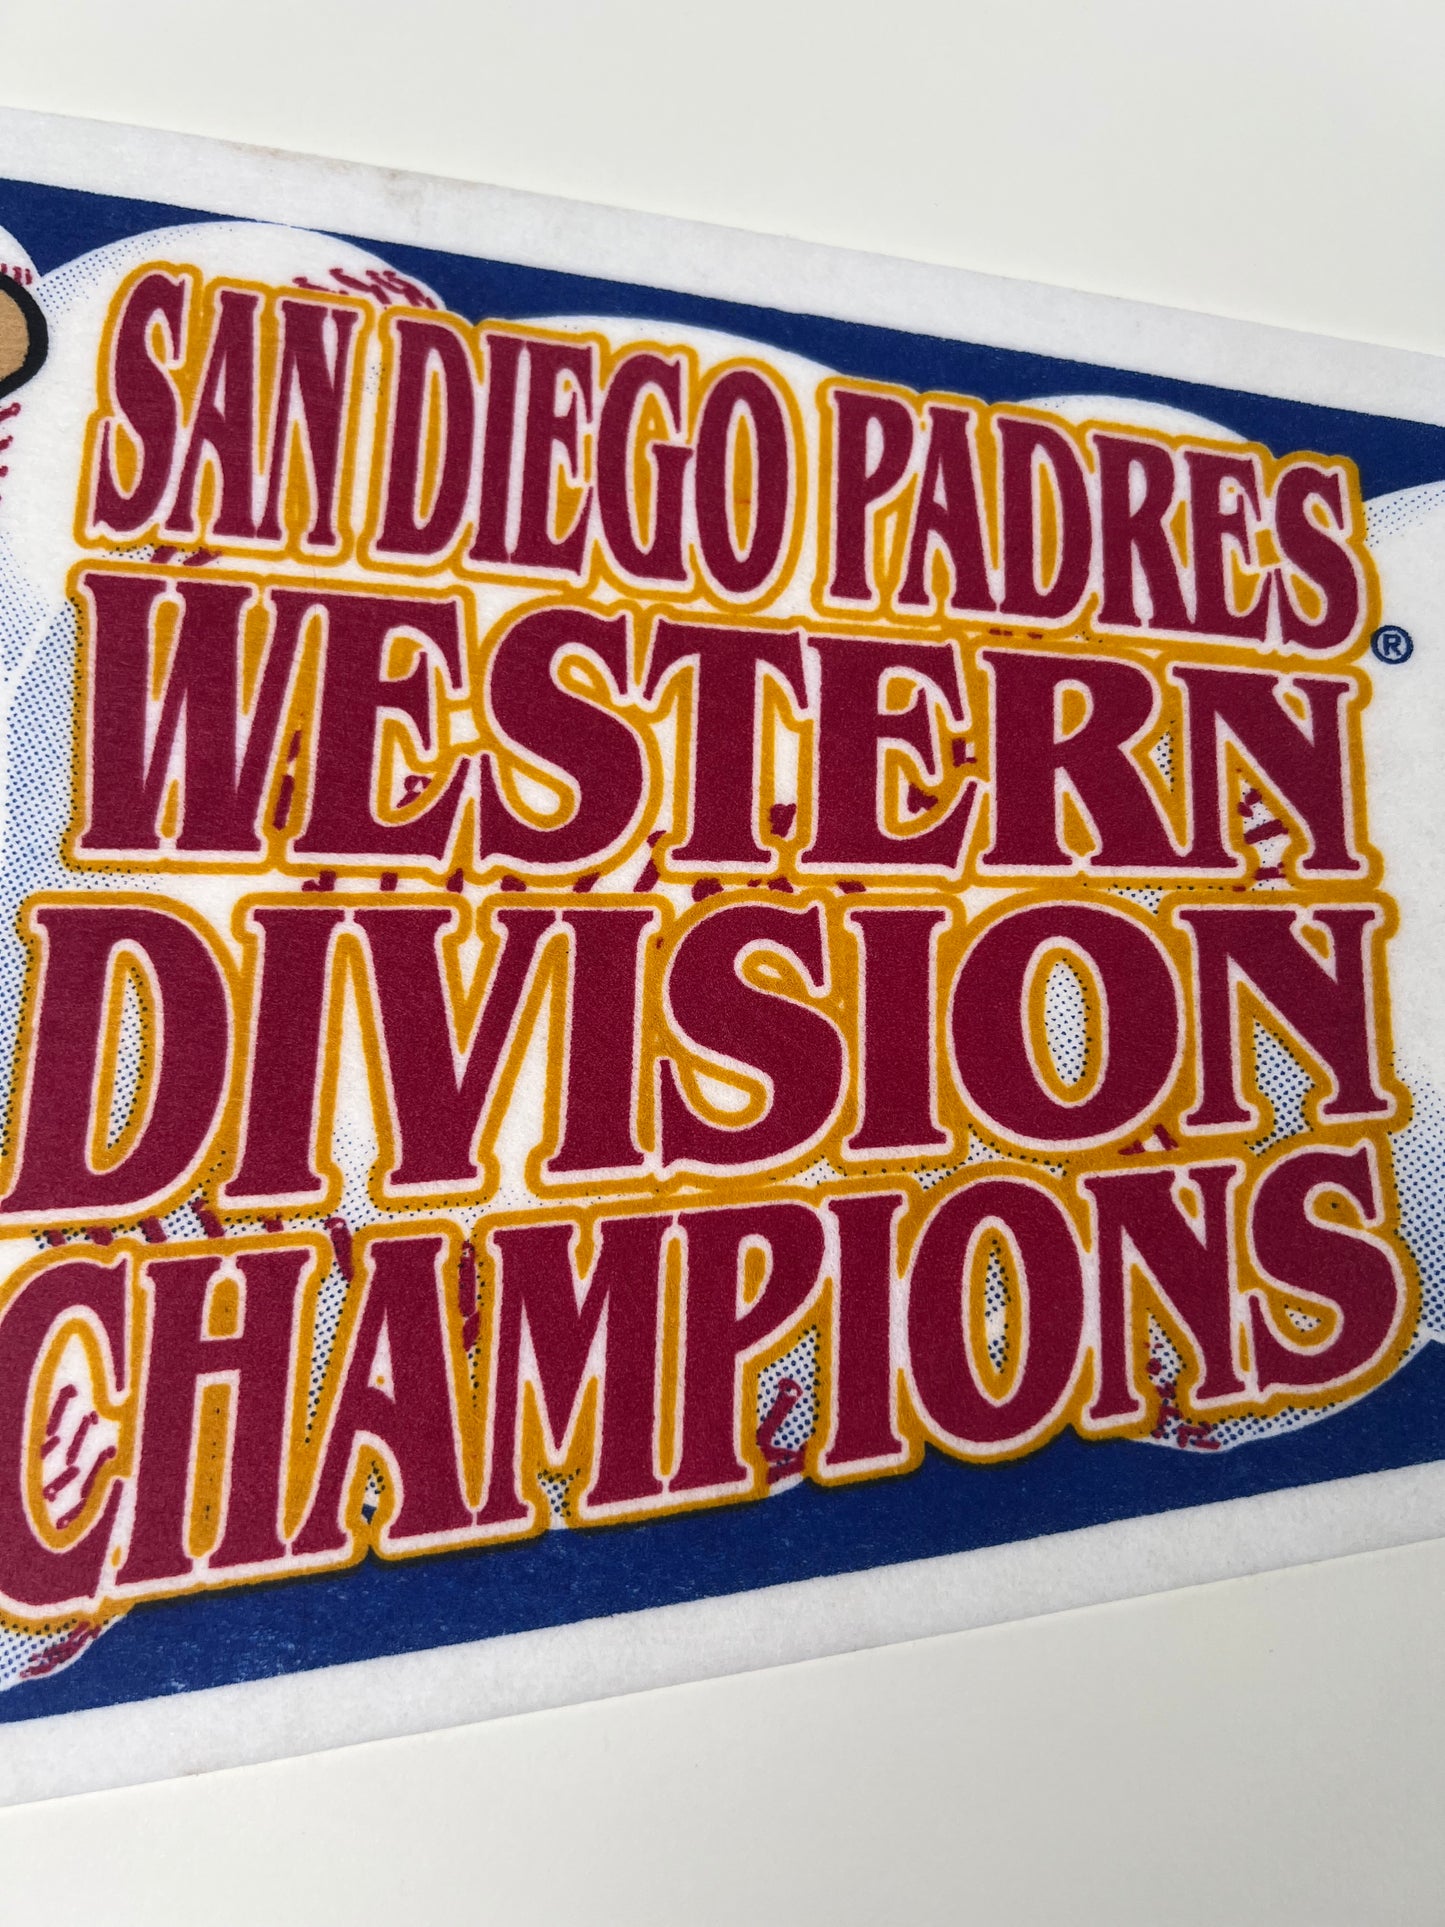 SAN DIEGO PADRES
WESTERN ®
DIVISION
CHAMPIONS